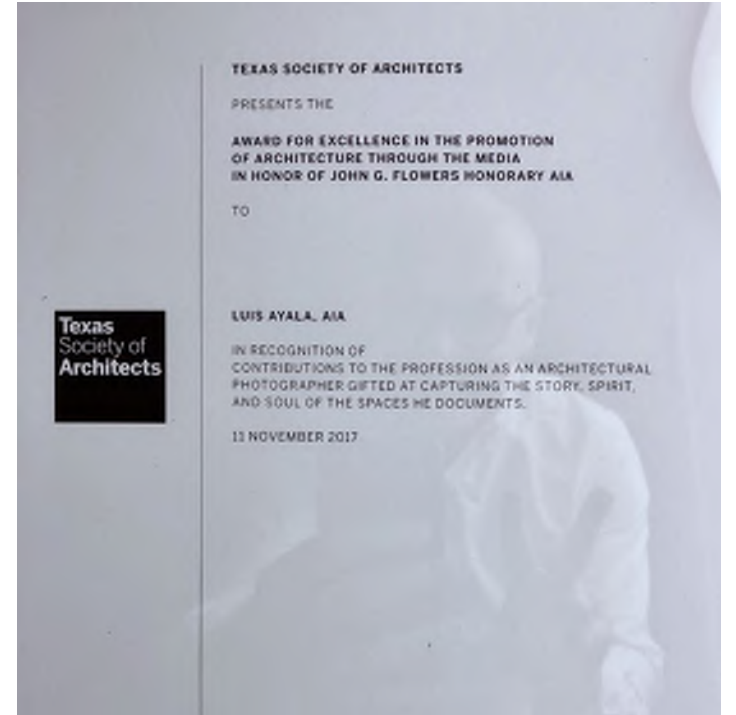 TEXAS SOCIETY OF ARCHITECTS
PRESENTS THE
AWARD FOR EXCELLENCE IN THE PROMOTION
OF ARCHITECTURE THROUGH THE MEDIA
IN HONOR OF JOHN G. FLOWERS HONORARY AIA
TO
LUIS AYALA, AIA
IN RECOGNITION OF
CONTRIBUTIONS TO THE PROFESSION AS AN ARCHITECTURAL
PHOTOGRAPHER GIFTED AT CAPTURING THE STORY, SPIRIT,
AND SOUL OF THE SPACES HE DOCUMENTS.
11 NOVEMBER 2017
Texas
Society of
Architects